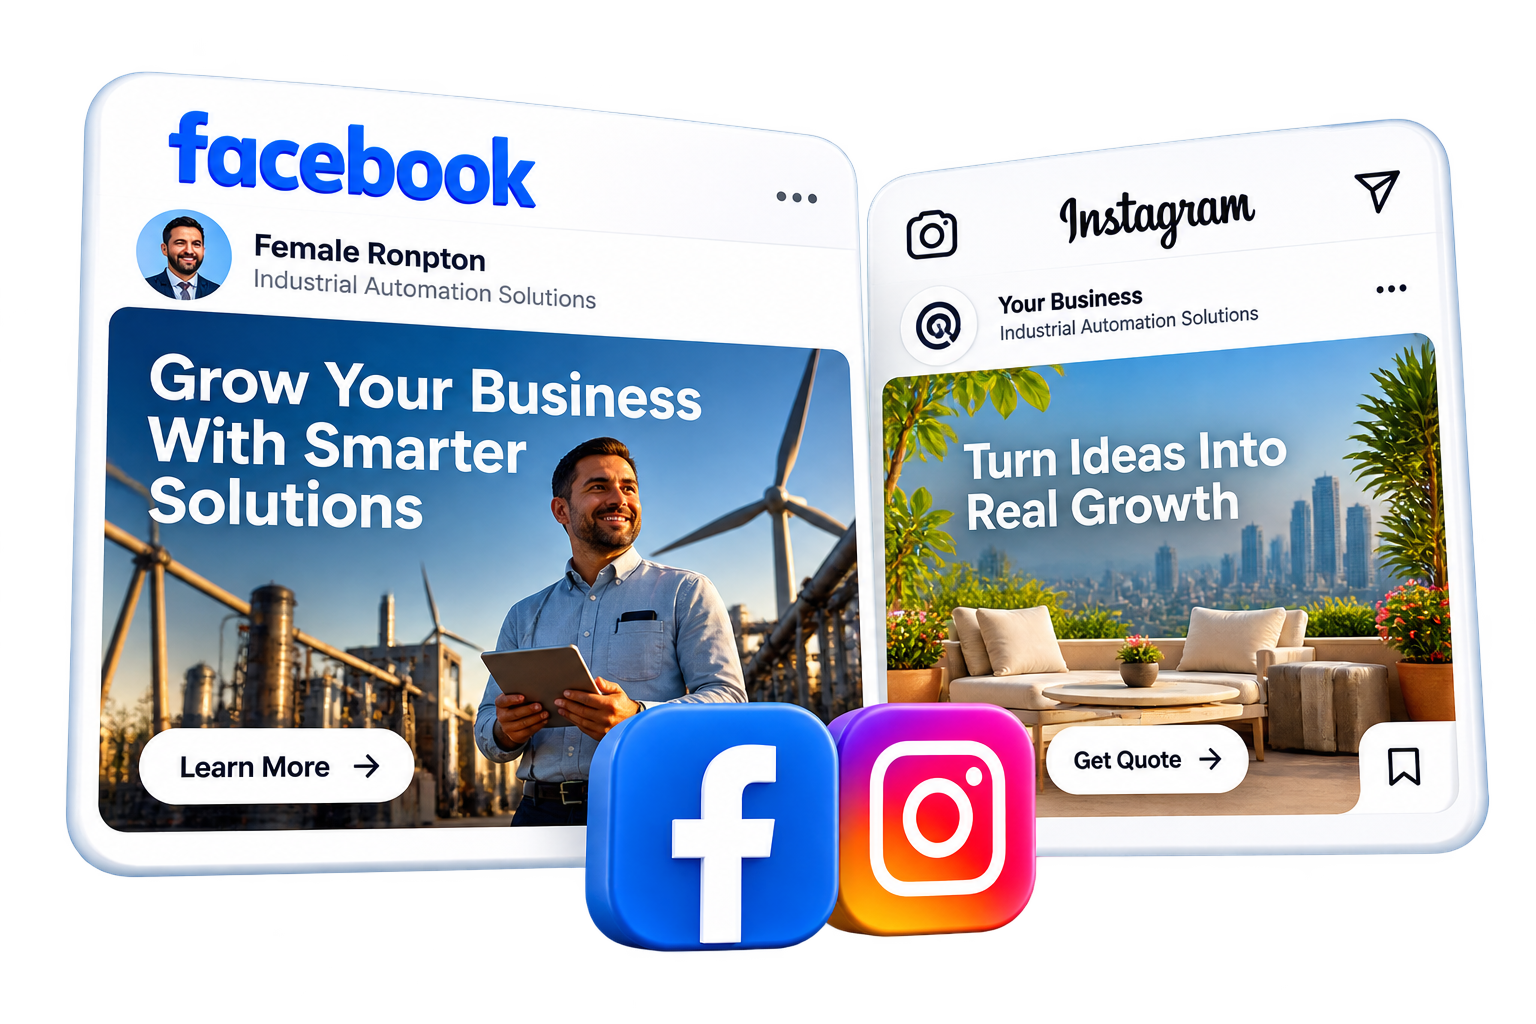 facebook
Female Ronpton
Industrial Automation Solutions
Grow Your Business
With Smarter
Solutions
Learn More
Instagram
Your Business
Industrial Automation Solutions
Turn Ideas Into
Real Growth
Get Quote